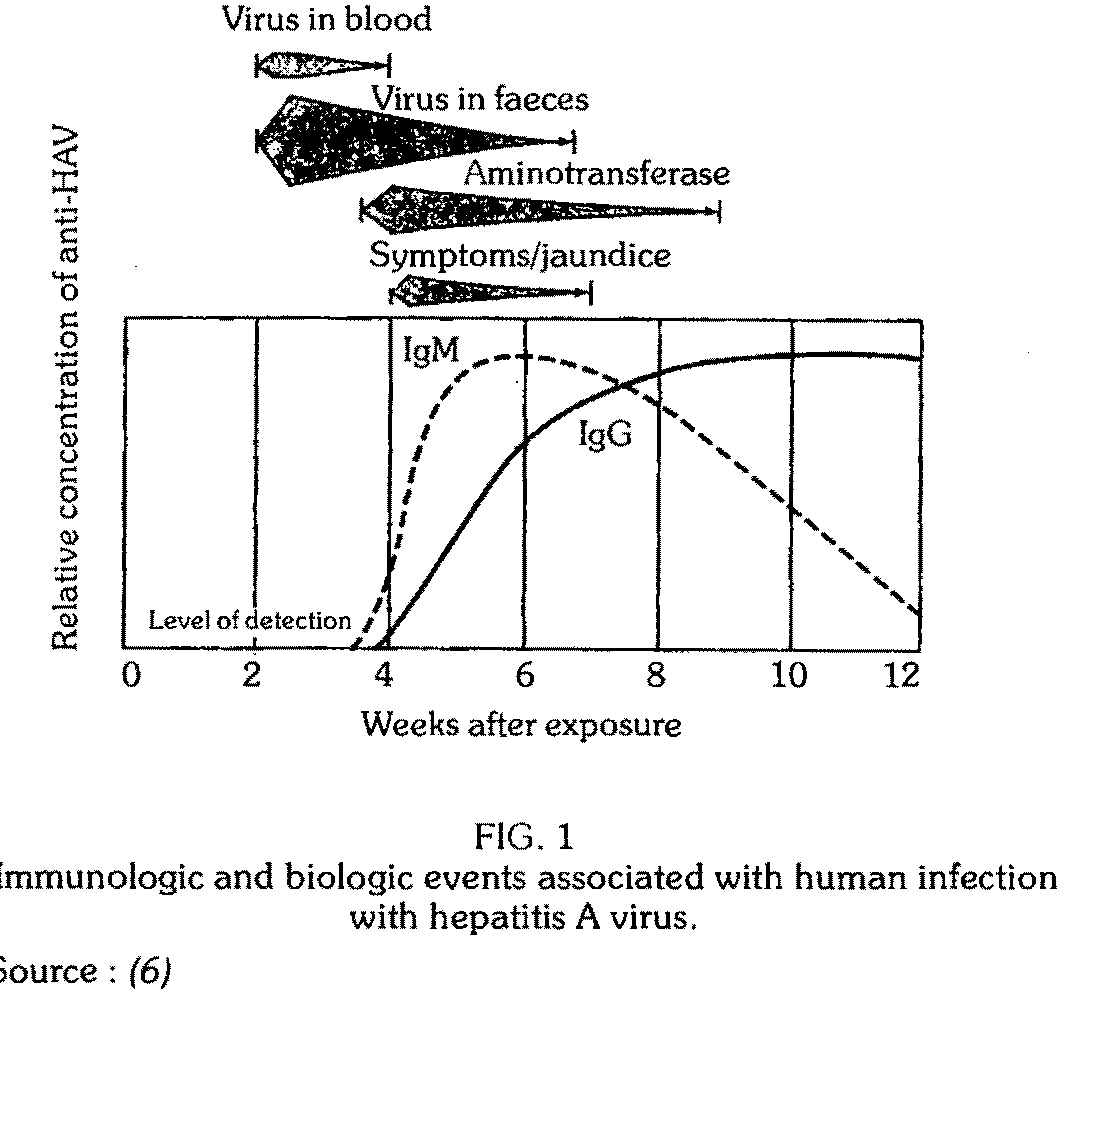 Virus in blood
Virus in faeces
Aminotransferase
Symptoms/jaundice
Relative concentration of anti-HAV
IgM
IgG
Level of detection
0 2 4 6 8 10 12
Weeks after exposure
FIG. 1
Immunologic and biologic events associated with human infection
with hepatitis A virus.
Source : (6)